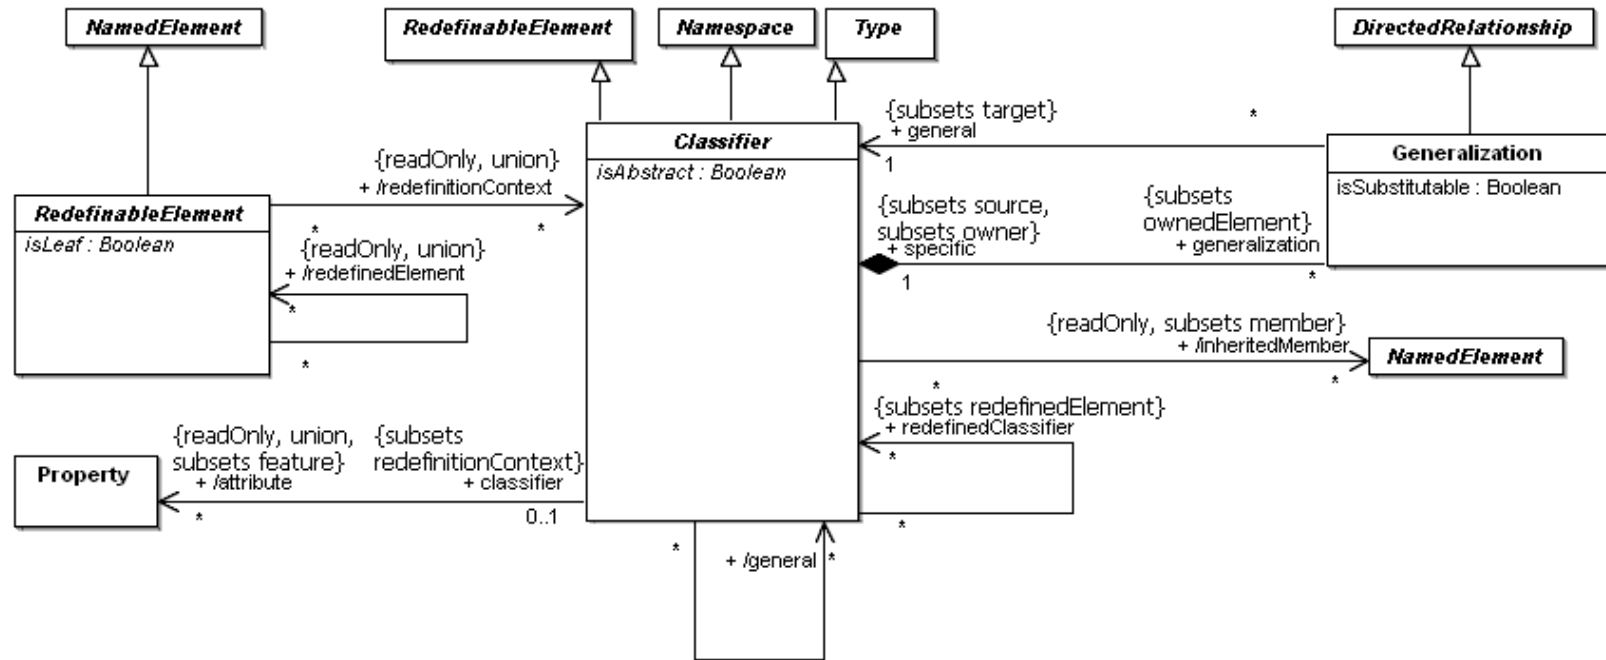 NamedElement
RedefinableElement
Namespace
Type
DirectedRelationship
{subsets target}
+ general
*
1
Classifier
isAbstract : Boolean
Generalization
isSubstitutable : Boolean
{readOnly, union}
+ /redefinitionContext
*
*
RedefinableElement
isLeaf : Boolean
{readOnly, union}
+ /redefinedElement
*
*
{subsets source,
subsets owner}
+ specific
1
{subsets
ownedElement}
+ generalization
*
{readOnly, subsets member}
+ /inheritedMember
*
*
NamedElement
{subsets redefinedElement}
+ redefinedClassifier
*
*
Property
{readOnly, union,
subsets feature}
+ /attribute
*
{subsets
redefinitionContext}
+ classifier
0..1
*
+ /general
*